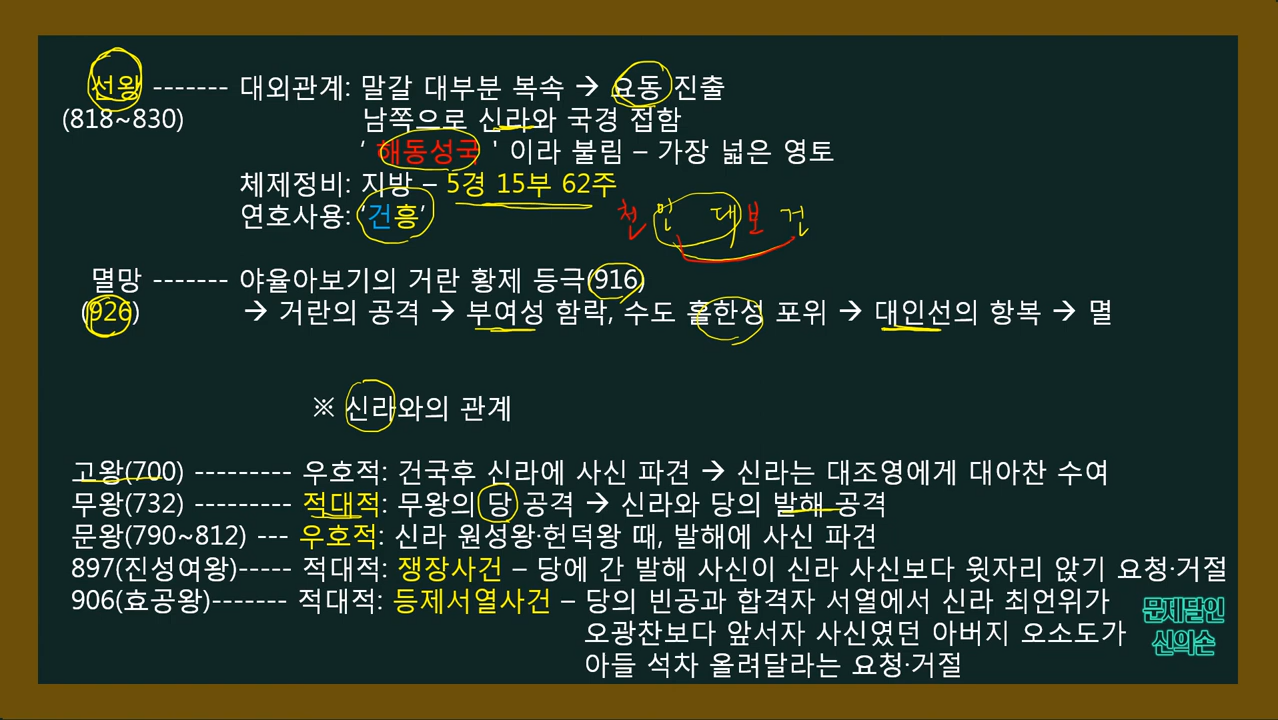 선왕 ------- 대외관계: 말갈 대부분 복속 → 요동 진출
(818~830) 남쪽으로 신라와 국경 접함
‘ 해동성국 ' 이라 불림 – 가장 넓은 영토
체제정비: 지방 – 5경 15부 62주
연호사용: ‘건흥’
천 인 대 보 건
멸망 ------- 야율아보기의 거란 황제 등극(916)
(926) → 거란의 공격 → 부여성 함락, 수도 홀한성 포위 → 대인선의 항복 → 멸
※ 신라와의 관계
고왕(700) --------- 우호적: 건국후 신라에 사신 파견 → 신라는 대조영에게 대아찬 수여
무왕(732) --------- 적대적: 무왕의 당 공격 → 신라와 당의 발해 공격
문왕(790~812) --- 우호적: 신라 원성왕·헌덕왕 때, 발해에 사신 파견
897(진성여왕)----- 적대적: 쟁장사건 – 당에 간 발해 사신이 신라 사신보다 윗자리 앉기 요청·거절
906(효공왕)------- 적대적: 등제서열사건 – 당의 빈공과 합격자 서열에서 신라 최언위가
오광찬보다 앞서자 사신였던 아버지 오소도가
아들 석차 올려달라는 요청·거절
문제달인
신의손